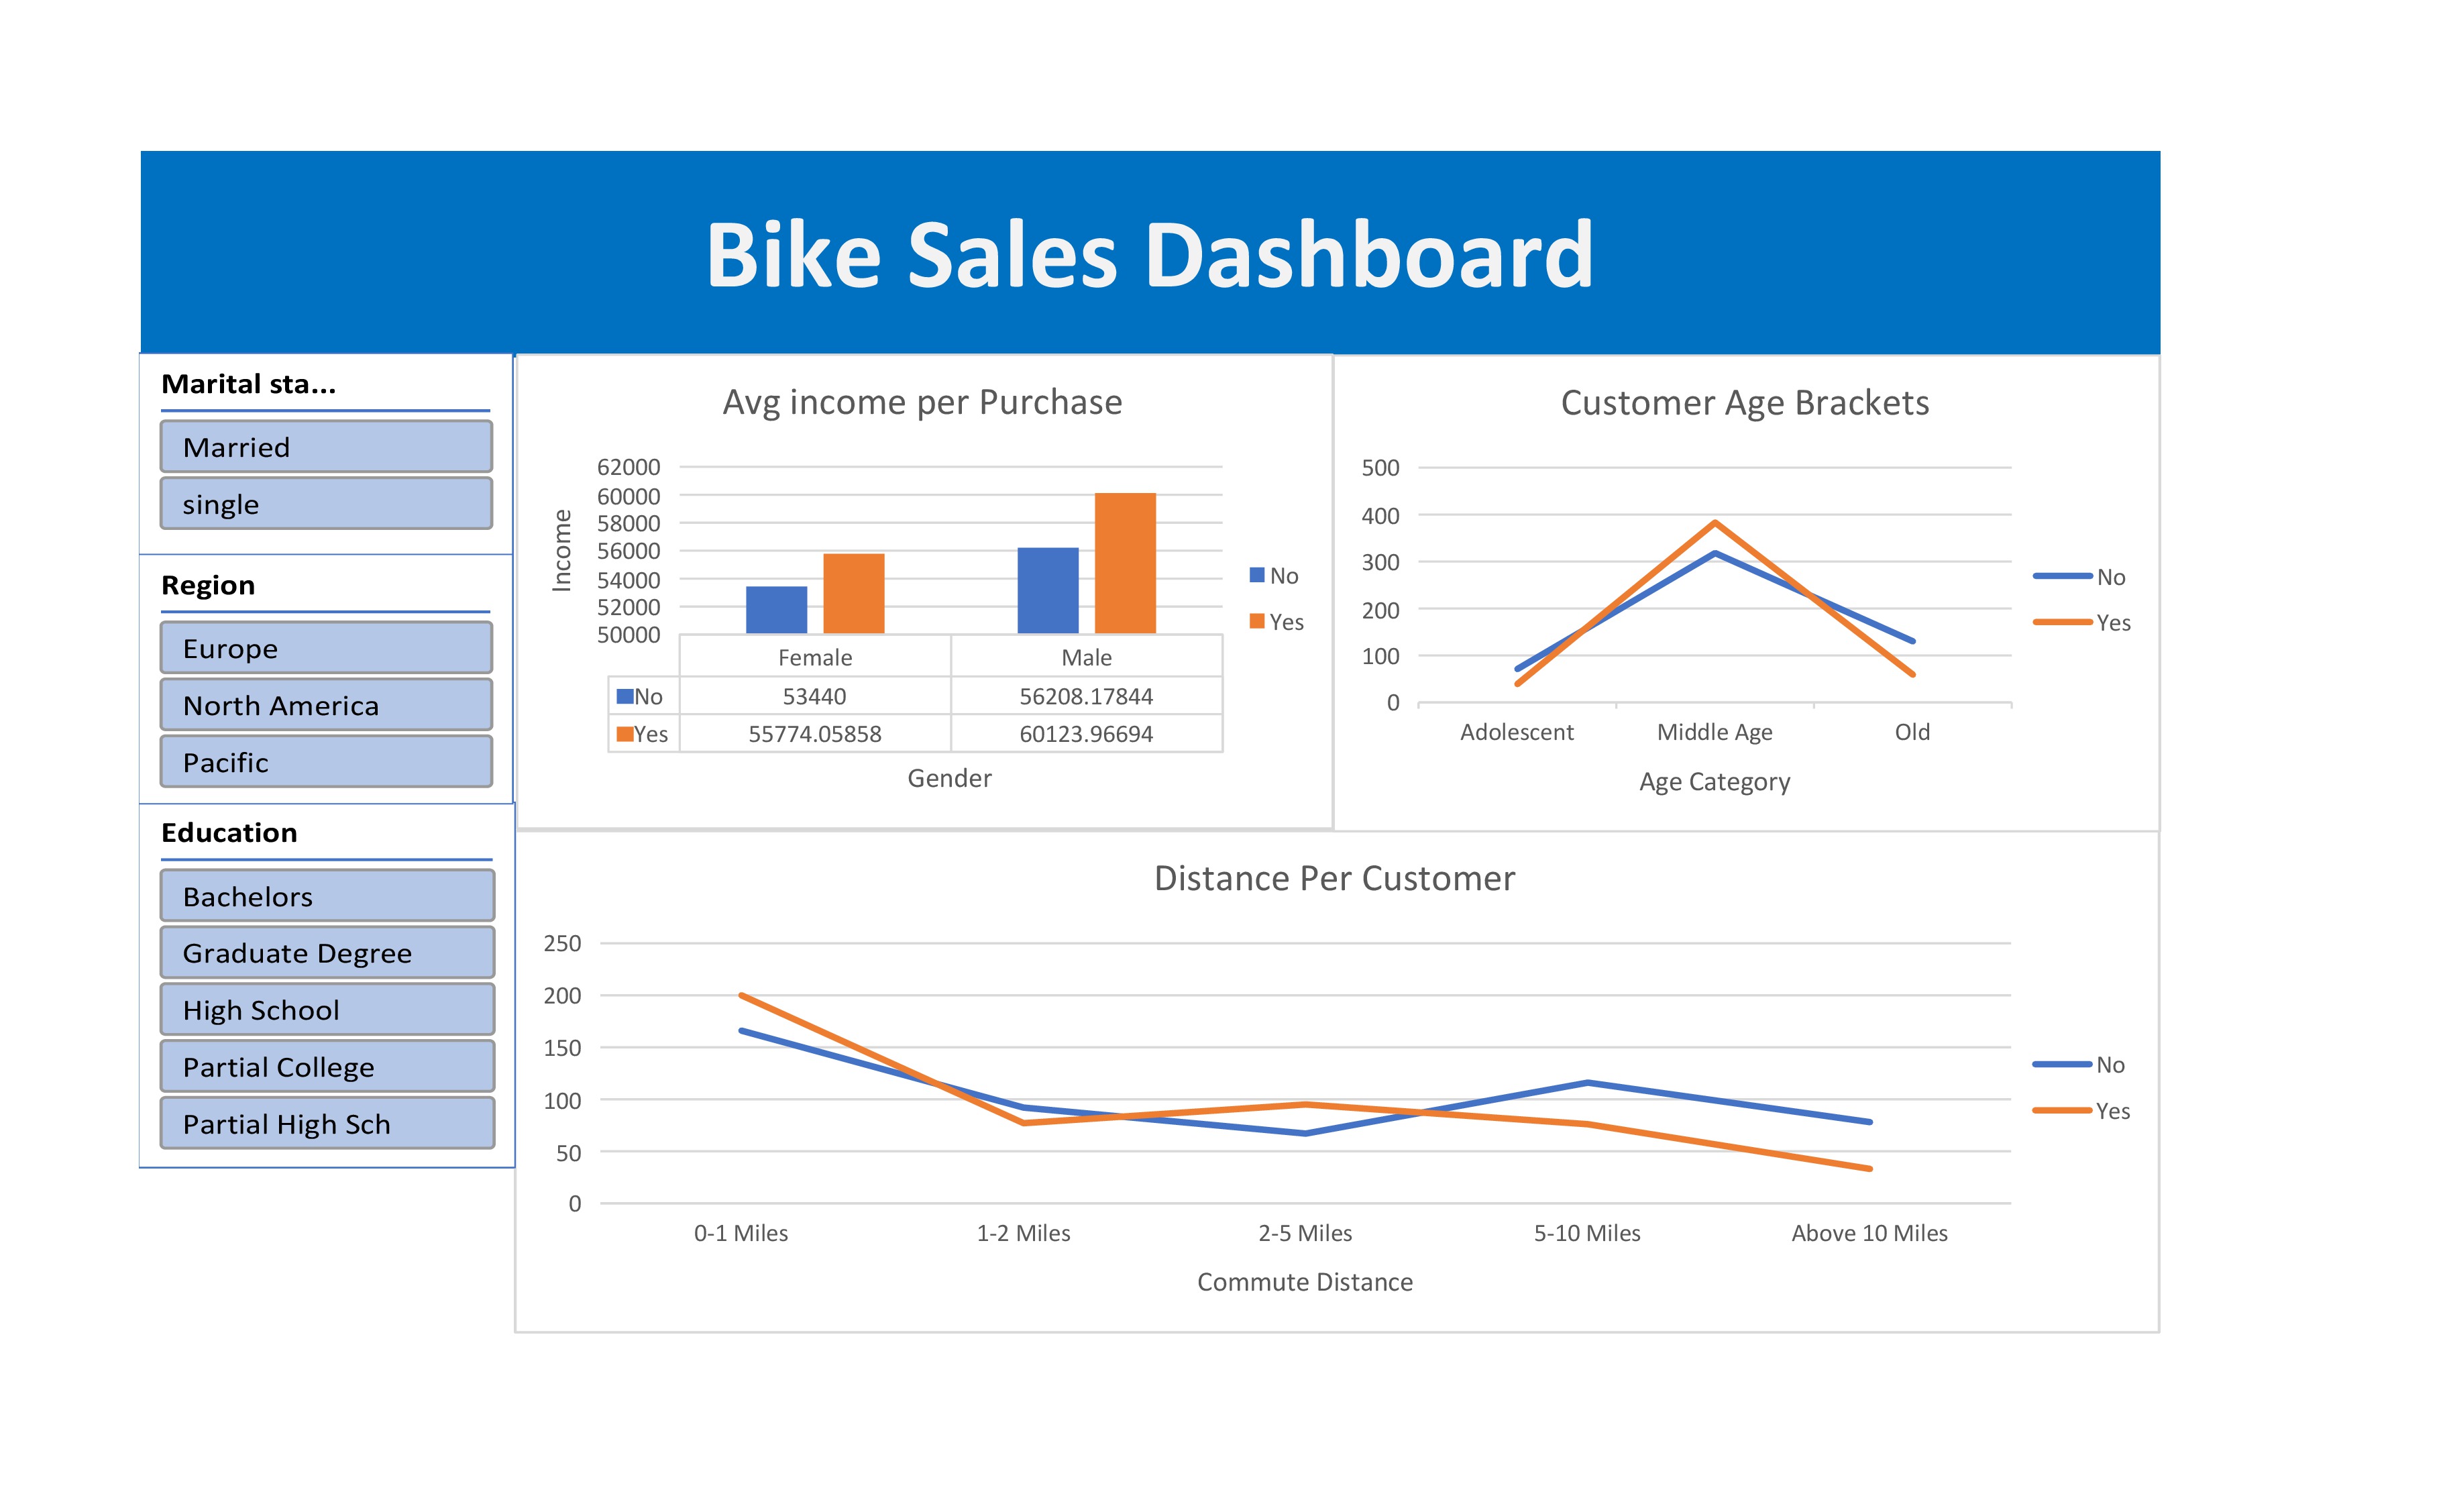 Bike Sales Dashboard
Marital sta...
Married
single
Region
Europe
North America
Pacific
Education
Bachelors
Graduate Degree
High School
Partial College
Partial High Sch
Avg income per Purchase
62000
60000
58000
56000
54000
52000
50000
Income
Female Male
No 53440 56208.17844
Yes 55774.05858 60123.96694
Gender
No
Yes
Customer Age Brackets
500
400
300
200
100
0
Adolescent Middle Age Old
Age Category
No
Yes
Distance Per Customer
250
200
150
100
50
0
0-1 Miles 1-2 Miles 2-5 Miles 5-10 Miles Above 10 Miles
Commute Distance
No
Yes